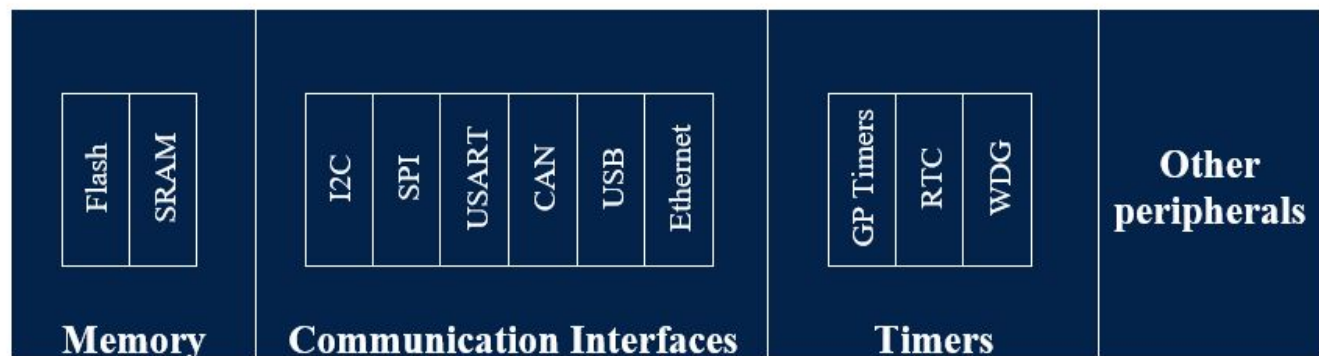 Flash
SRAM
I2C
SPI
USART
CAN
USB
Ethernet
GP Timers
RTC
WDG
Other
peripherals
Memory
Communication Interfaces
Timers